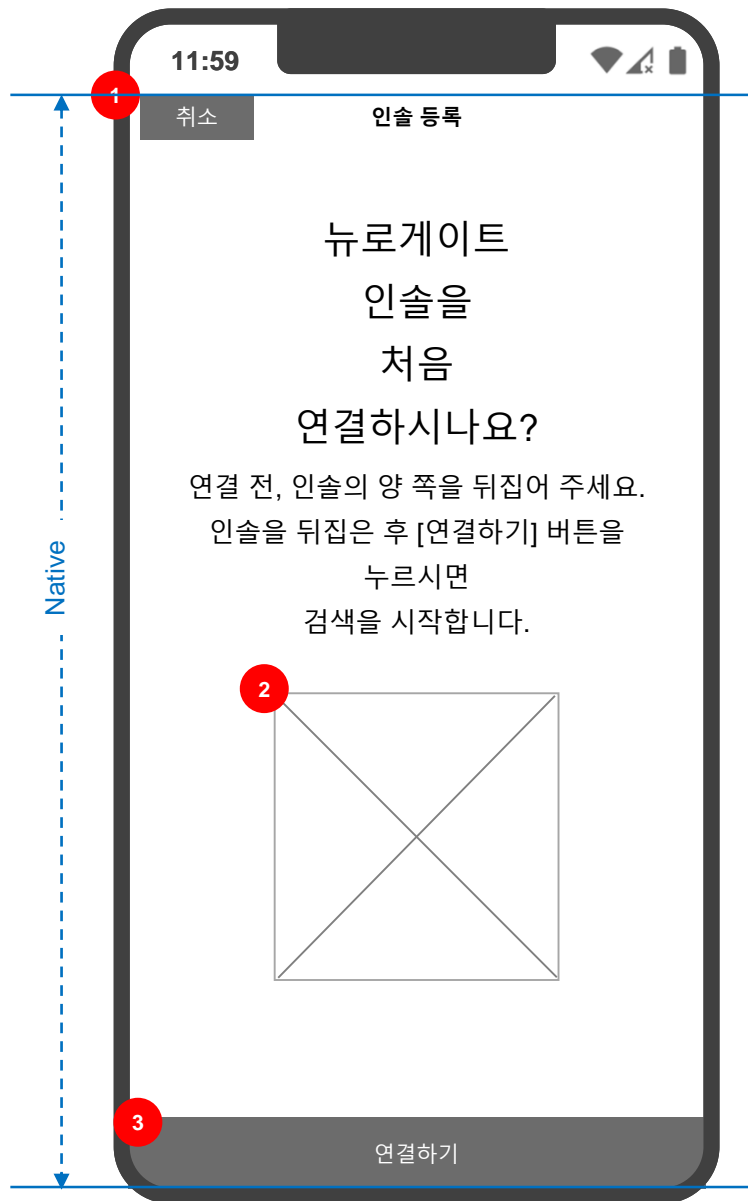 11:59
1
취소
인솔 등록
뉴로게이트
인솔을
처음
연결하시나요?
연결 전, 인솔의 양 쪽을 뒤집어 주세요.
인솔을 뒤집은 후 [연결하기] 버튼을
누르시면
검색을 시작합니다.
Native
2
3
연결하기